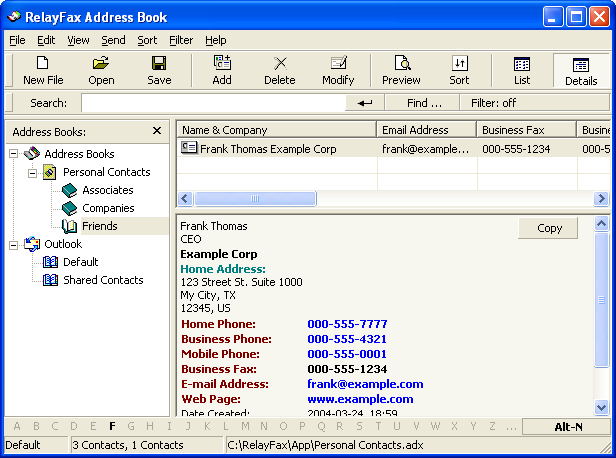 RelayFax Address Book
File Edit View Send Sort Filter Help
New File Open Save Add Delete Modify Preview Sort List Details
Search: Find ... Filter: off
Address Books:
Address Books
Personal Contacts
Associates
Companies
Friends
Outlook
Default
Shared Contacts
Name & Company Email Address Business Fax Busine
Frank Thomas Example Corp frank@example... 000-555-1234 000-5
Frank Thomas
Copy
CEO
Example Corp
Home Address:
123 Street St. Suite 1000
My City, TX
12345, US
Home Phone: 000-555-7777
Business Phone: 000-555-4321
Mobile Phone: 000-555-0001
Business Fax: 000-555-1234
E-mail Address: frank@example.com
Web Page: www.example.com
Date Created: 2004-03-24 18:59
A B C D E F G H I J K L M N O P Q R S T U V W X Y Z ... Alt-N
Default 3 Contacts, 1 Contacts C:\RelayFax\App\Personal Contacts.adx